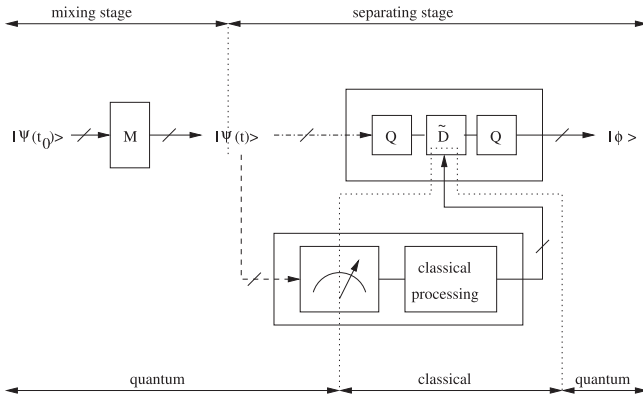 mixing stage
separating stage
|Ψ(t₀)>
M
|Ψ(t)>
Q
D̃
Q
|ϕ>
classical
processing
quantum
classical
quantum